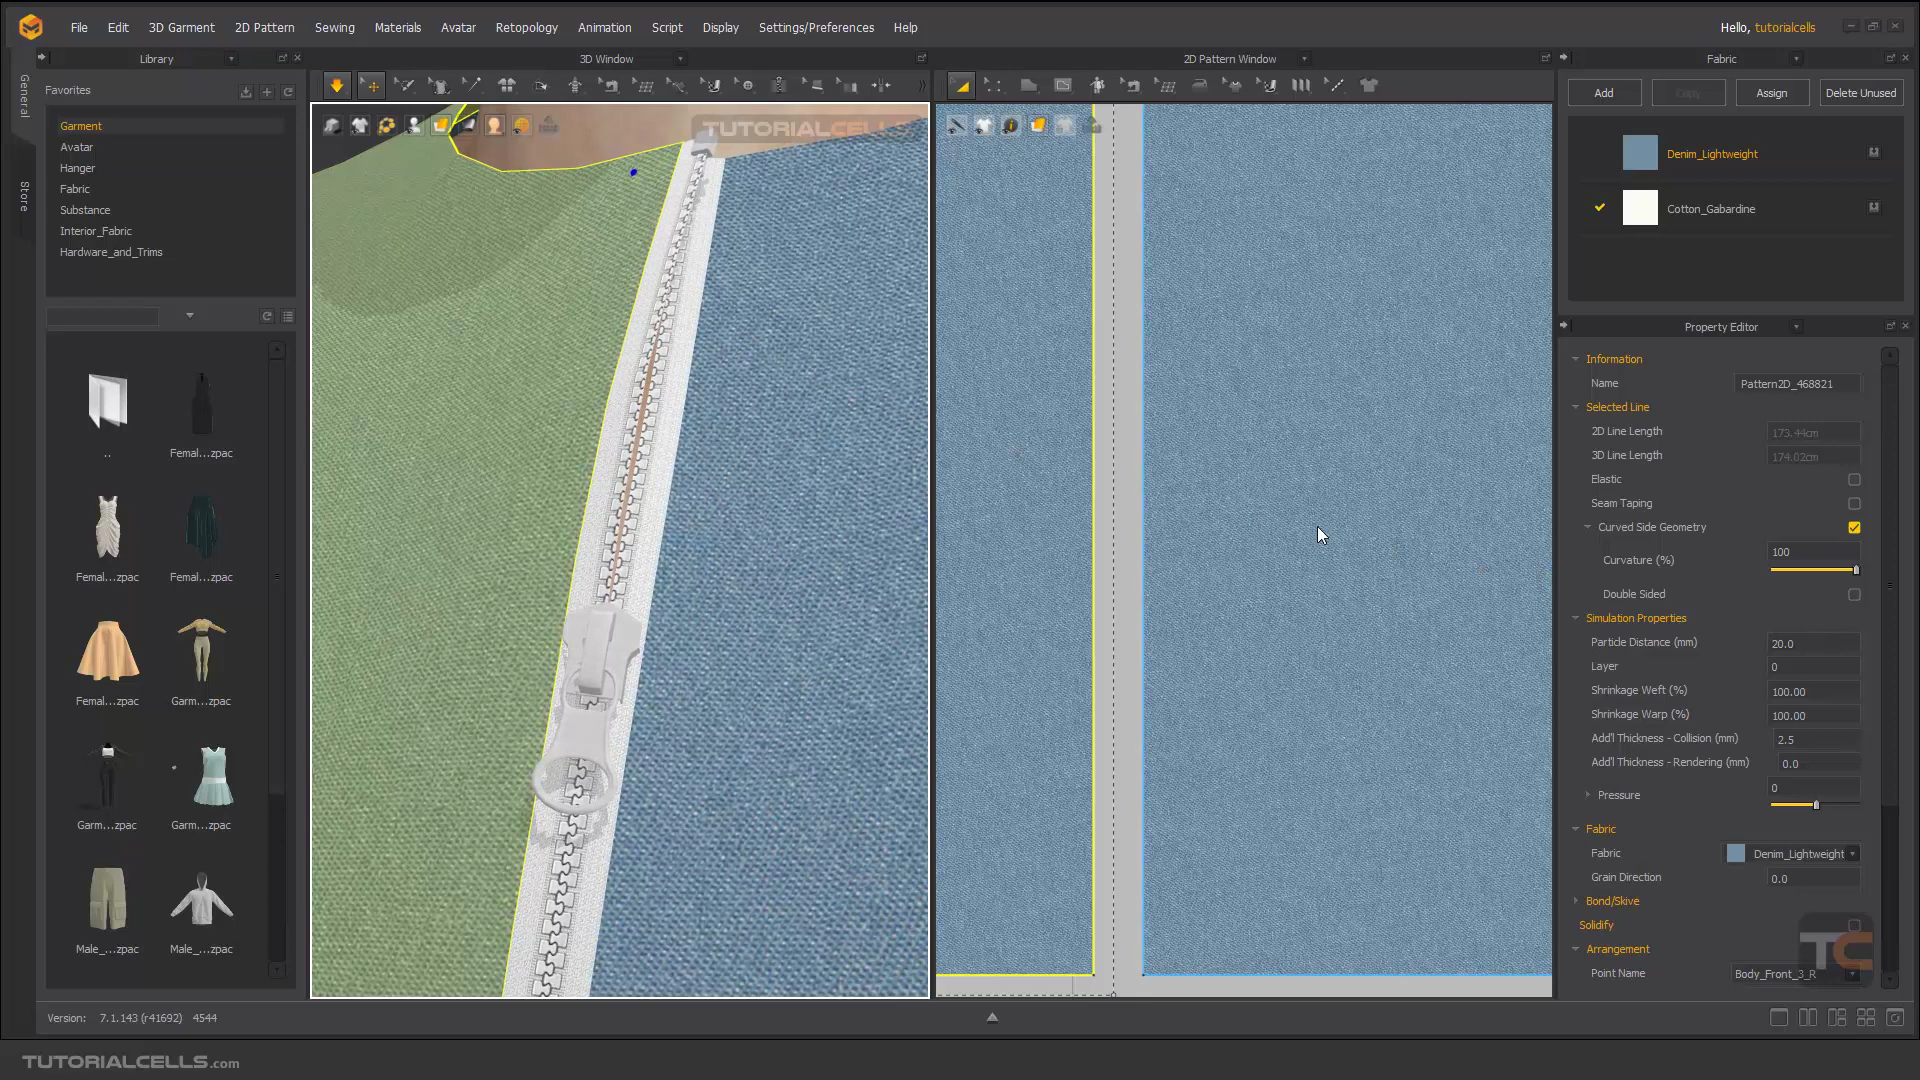 File Edit 3D Garment 2D Pattern Sewing Materials Avatar Retopology Animation Script Display Settings/Preferences Help
Hello, tutorialcells
Library
3D Window
2D Pattern Window
Fabric
General
Store
Favorites
Garment
Avatar
Hanger
Fabric
Substance
Interior_Fabric
Hardware_and_Trims
..
Femal...zpac
Femal...zpac
Femal...zpac
Femal...zpac
Garm...zpac
Garm...zpac
Garm...zpac
Male_...zpac
Male_...zpac
TUTORIALCELLS
Add
Copy
Assign
Delete Unused
Denim_Lightweight
Cotton_Gabardine
Property Editor
Information
Name Pattern2D_468821
Selected Line
2D Line Length 173.44cm
3D Line Length 174.02cm
Elastic
Seam Taping
Curved Side Geometry
Curvature (%) 100
Double Sided
Simulation Properties
Particle Distance (mm) 20.0
Layer 0
Shrinkage Weft (%) 100.00
Shrinkage Warp (%) 100.00
Add'l Thickness - Collision (mm) 2.5
Add'l Thickness - Rendering (mm) 0.0
Pressure 0
Fabric
Fabric Denim_Lightweight
Grain Direction 0.0
Bond/Skive
Solidify
Arrangement
Point Name Body_Front_3_R
TC
Version: 7.1.143 (r41692) 4544
TUTORIALCELLS.com